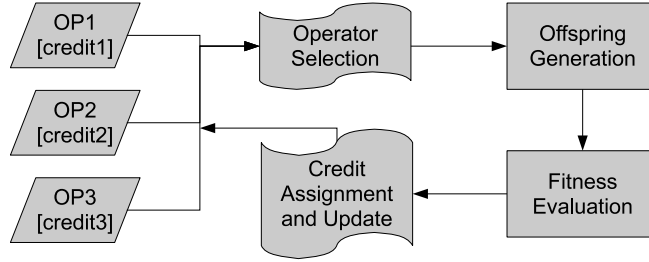 OP1
[credit1]
Operator
Selection
Offspring
Generation
OP2
[credit2]
Credit
Assignment
and Update
Fitness
Evaluation
OP3
[credit3]